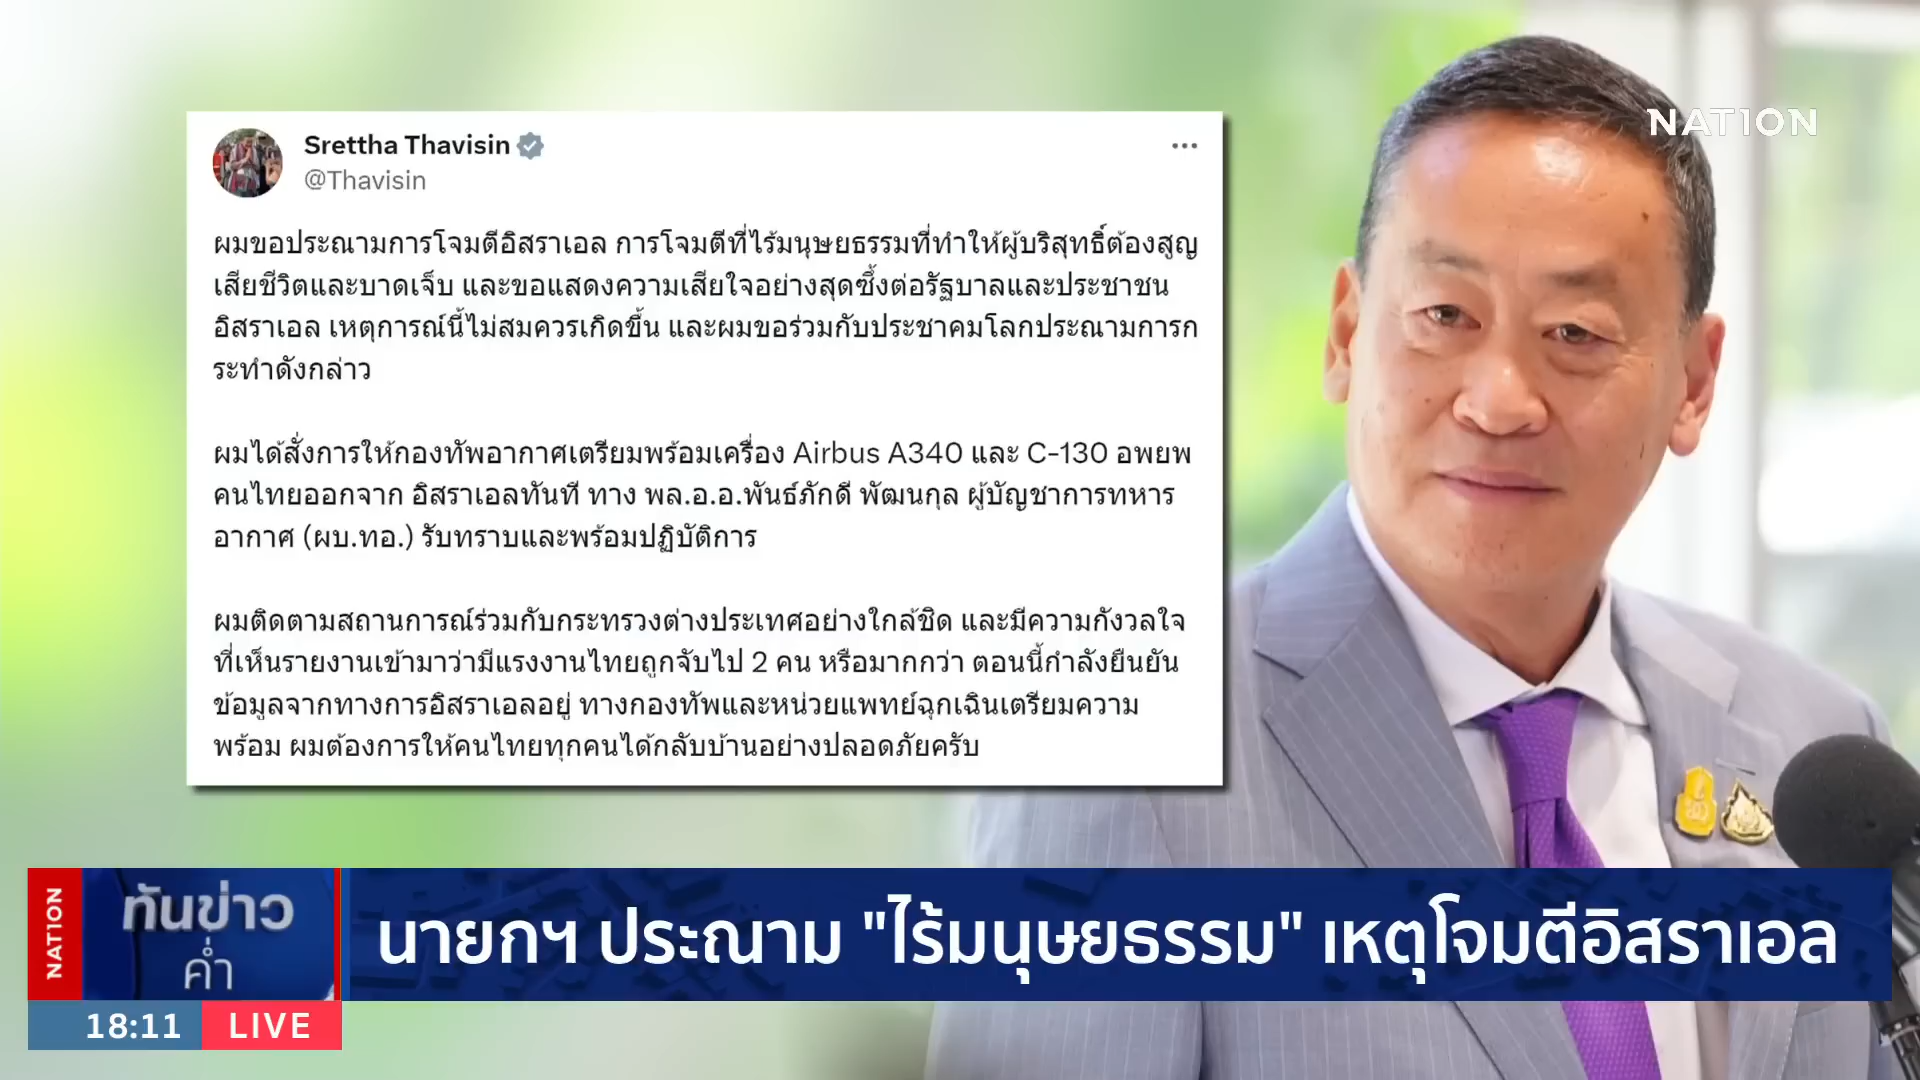 NATION
Srettha Thavisin
@Thavisin
ผมขอประณามการโจมตีอิสราเอล การโจมตีที่ไร้มนุษยธรรมที่ทำให้ผู้บริสุทธิ์ต้องสูญ
เสียชีวิตและบาดเจ็บ และขอแสดงความเสียใจอย่างสุดซึ้งต่อรัฐบาลและประชาชน
อิสราเอล เหตุการณ์นี้ไม่สมควรเกิดขึ้น และผมขอร่วมกับประชาคมโลกประณามการก
ระทำดังกล่าว
ผมได้สั่งการให้กองทัพอากาศเตรียมพร้อมเครื่อง Airbus A340 และ C-130 อพยพ
คนไทยออกจาก อิสราเอลทันที ทาง พล.อ.อ.พันธ์ภักดี พัฒนกุล ผู้บัญชาการทหาร
อากาศ (ผบ.ทอ.) รับทราบและพร้อมปฏิบัติการ
ผมติดตามสถานการณ์ร่วมกับกระทรวงต่างประเทศอย่างใกล้ชิด และมีความกังวลใจ
ที่เห็นรายงานเข้ามาว่ามีแรงงานไทยถูกจับไป 2 คน หรือมากกว่า ตอนนี้กำลังยืนยัน
ข้อมูลจากทางการอิสราเอลอยู่ ทางกองทัพและหน่วยแพทย์ฉุกเฉินเตรียมความ
พร้อม ผมต้องการให้คนไทยทุกคนได้กลับบ้านอย่างปลอดภัยครับ
NATION
ทันข่าว
ค่ำ
นายกฯ ประณาม "ไร้มนุษยธรรม" เหตุโจมตีอิสราเอล
18:11 LIVE